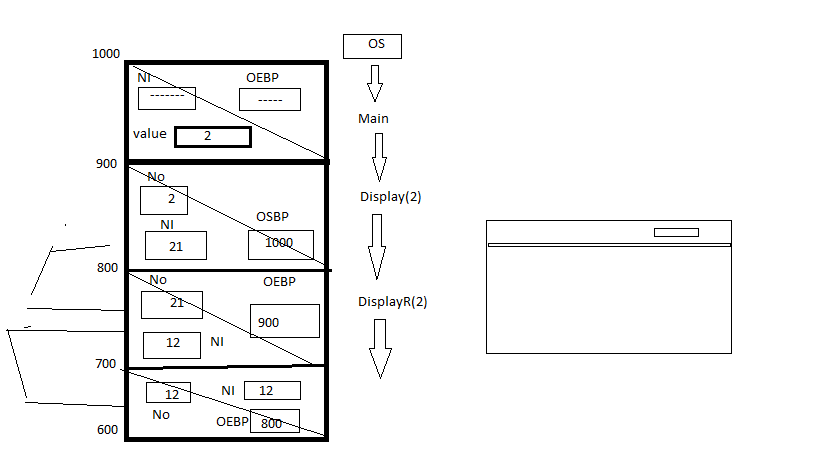 OS
1000
NI OEBP
------- -----
Main
value 2
900
No
2
Display(2)
OSBP
NI
21 1000
800
No OEBP
21
DisplayR(2)
900
12 NI
700
12 NI 12
No OEBP 800
600